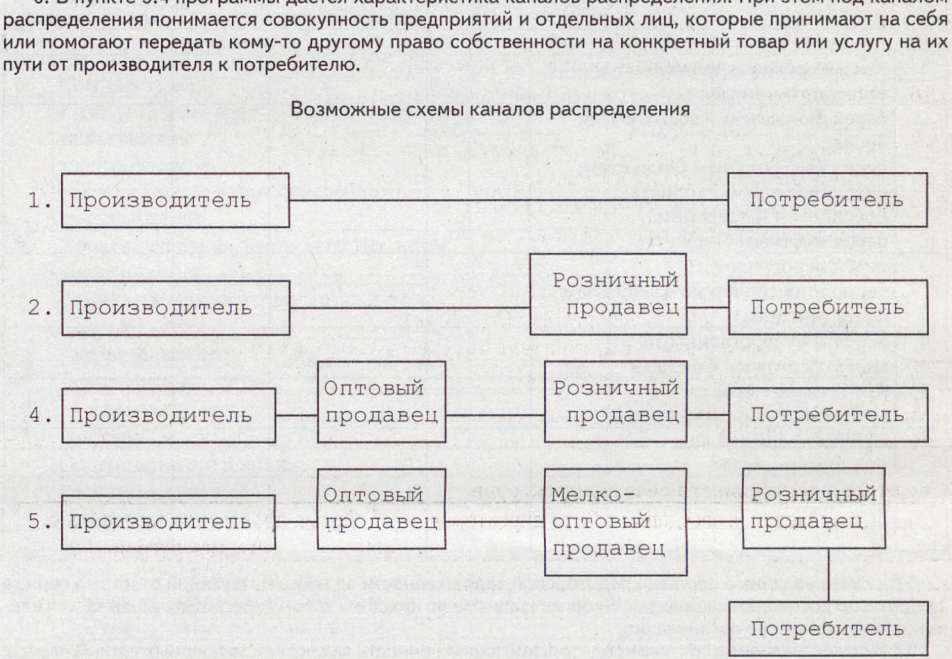 В пункте 3.4 программы дается характеристика каналов распределения. При этом под каналом
распределения понимается совокупность предприятий и отдельных лиц, которые принимают на себя
или помогают передать кому-то другому право собственности на конкретный товар или услугу на их
пути от производителя к потребителю.
Возможные схемы каналов распределения
1. Производитель Потребитель
2. Производитель Розничный продавец Потребитель
4. Производитель Оптовый продавец Розничный продавец Потребитель
5. Производитель Оптовый продавец Мелко-
оптовый
продавец Розничный продавец
Потребитель